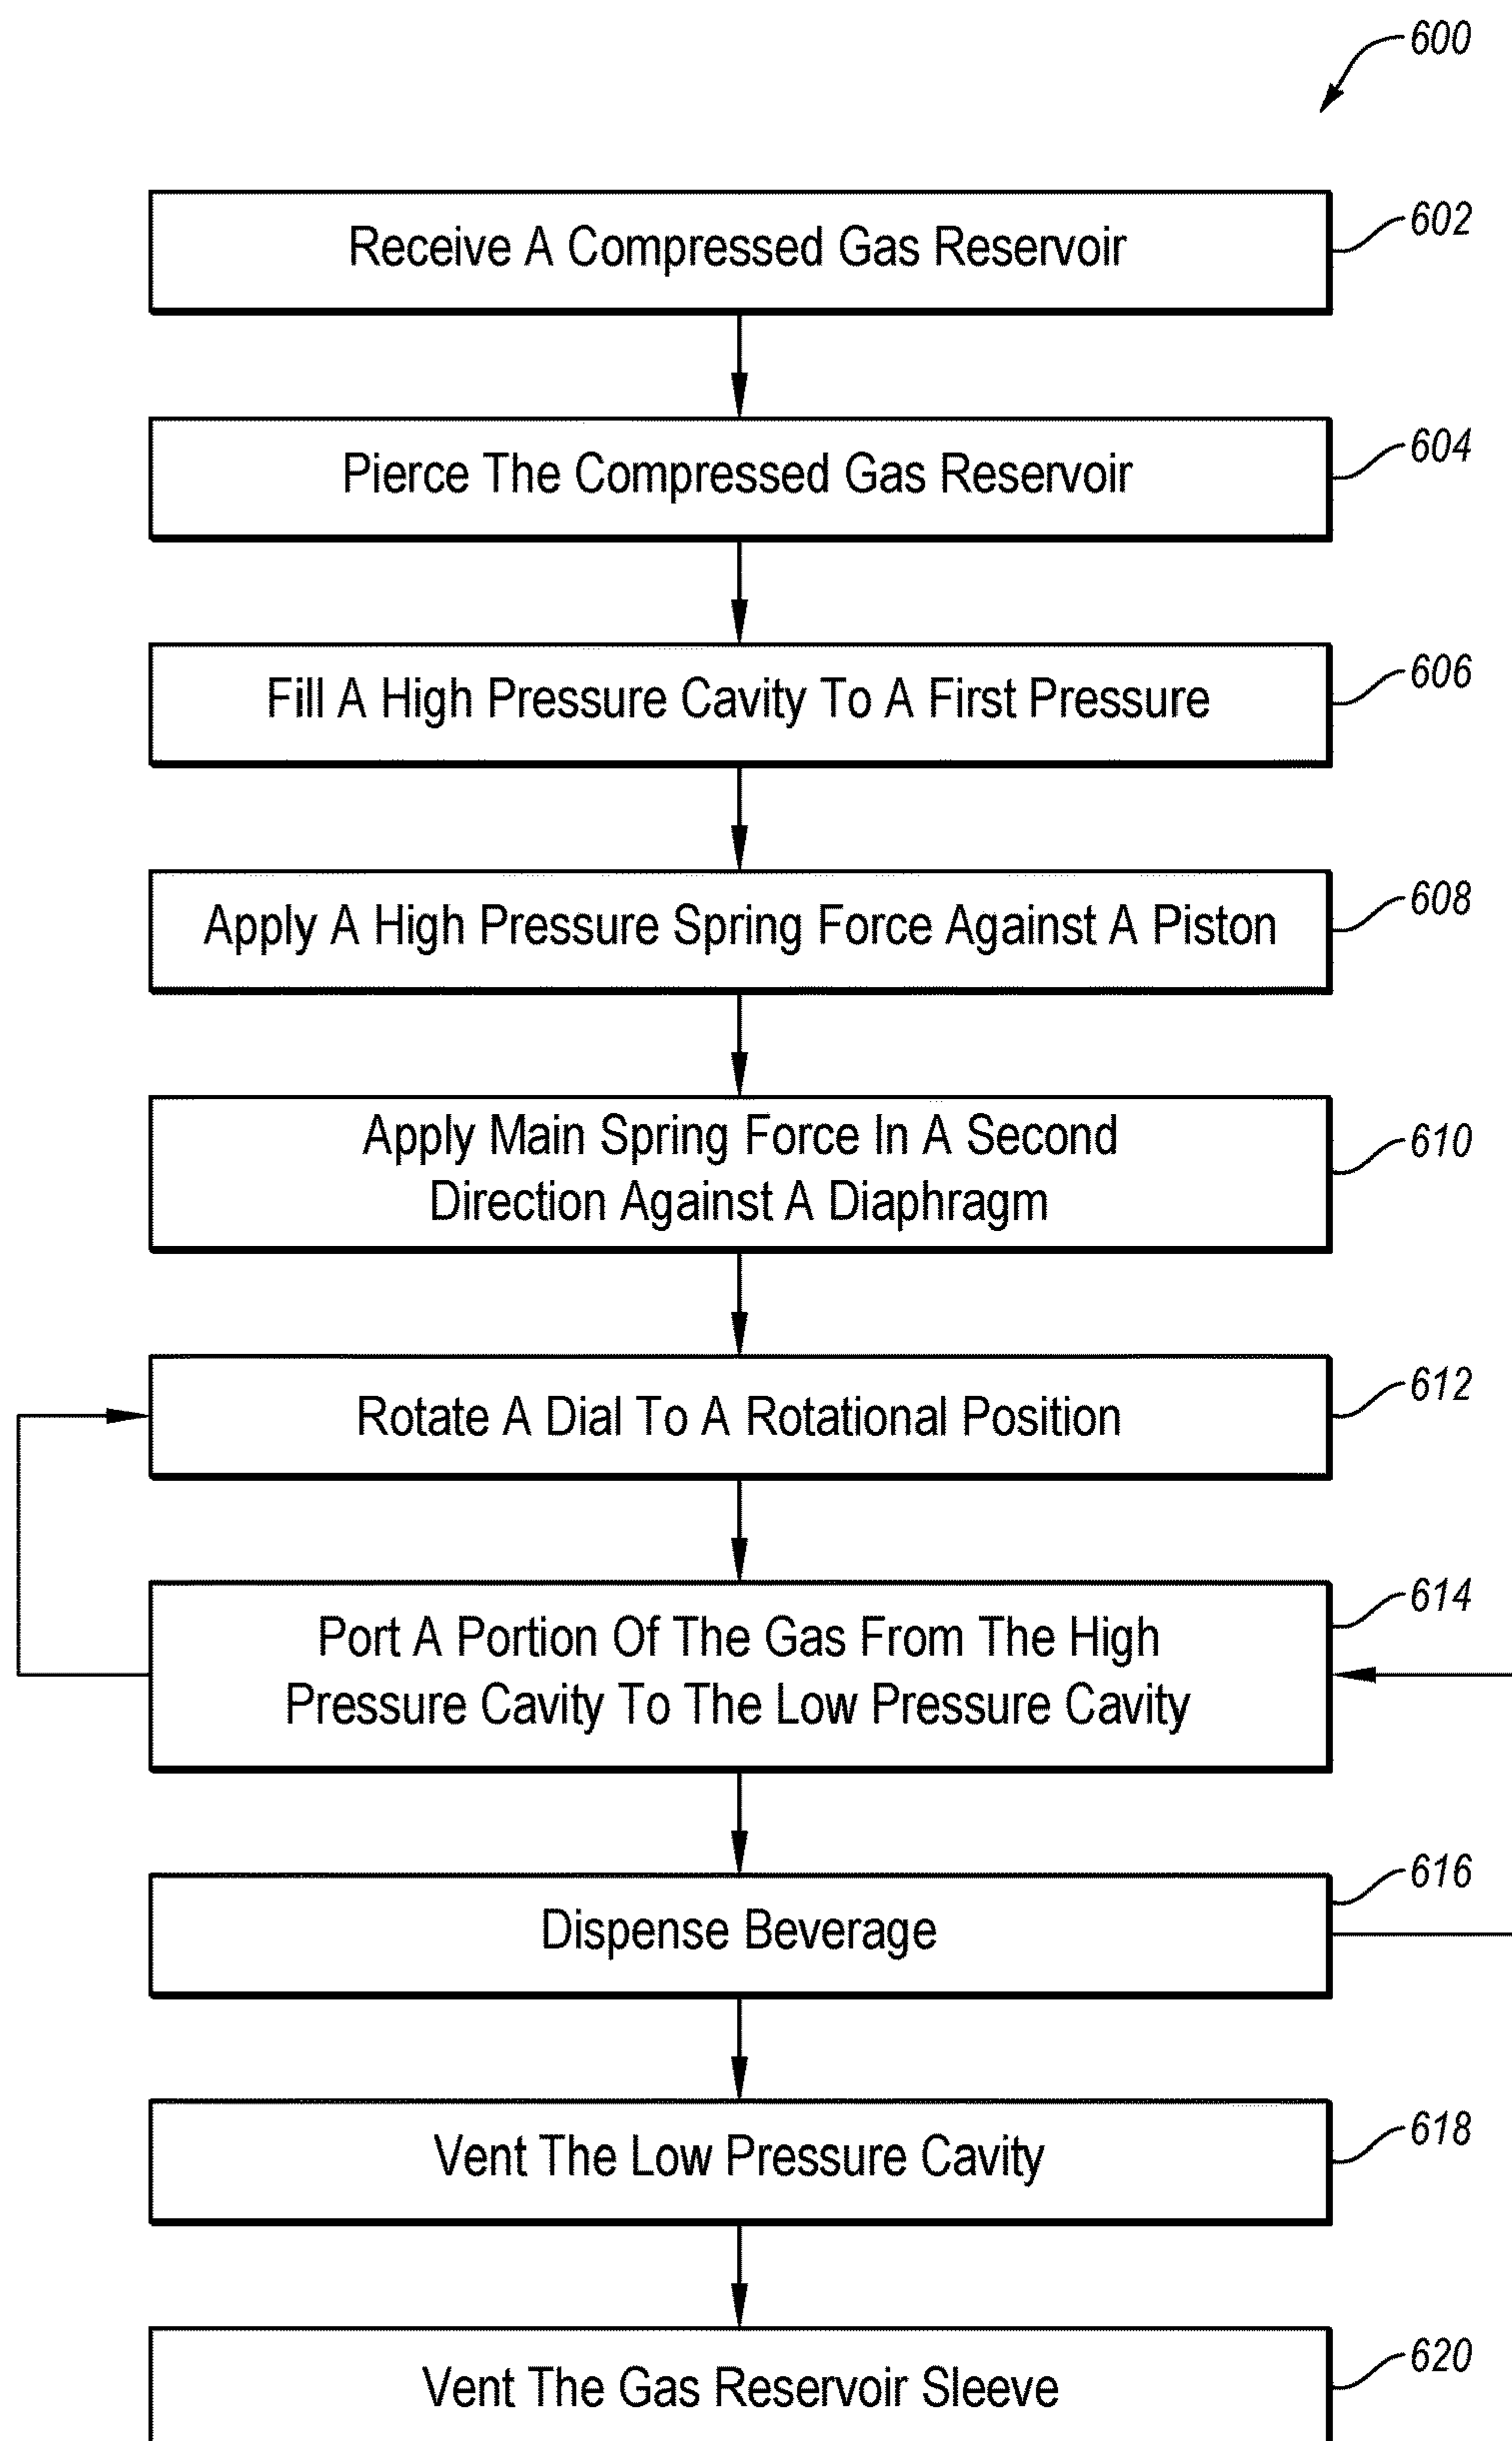 600
Receive A Compressed Gas Reservoir
602
Pierce The Compressed Gas Reservoir
604
Fill A High Pressure Cavity To A First Pressure
606
Apply A High Pressure Spring Force Against A Piston
608
Apply Main Spring Force In A Second
Direction Against A Diaphragm
610
Rotate A Dial To A Rotational Position
612
Port A Portion Of The Gas From The High
Pressure Cavity To The Low Pressure Cavity
614
Dispense Beverage
616
Vent The Low Pressure Cavity
618
Vent The Gas Reservoir Sleeve
620